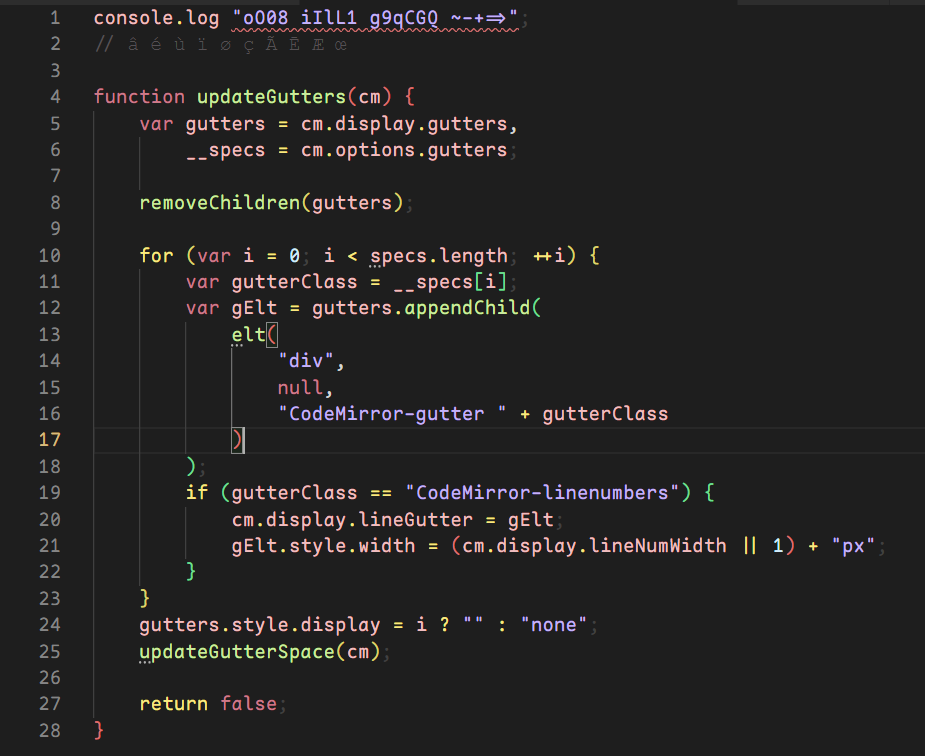 1 console.log "oO08 iIlL1 g9qCGQ ~-+=>";
2 // â é ù ï ø ç Ã Ē Æ œ
3
4 function updateGutters(cm) {
5     var gutters = cm.display.gutters,
6         __specs = cm.options.gutters;
7
8     removeChildren(gutters);
9
10     for (var i = 0; i < specs.length; ++i) {
11         var gutterClass = __specs[i];
12         var gElt = gutters.appendChild(
13             elt(
14                 "div",
15                 null,
16                 "CodeMirror-gutter " + gutterClass
17             )
18         );
19         if (gutterClass == "CodeMirror-linenumbers") {
20             cm.display.lineGutter = gElt;
21             gElt.style.width = (cm.display.lineNumWidth || 1) + "px";
22         }
23     }
24     gutters.style.display = i ? "" : "none";
25     updateGutterSpace(cm);
26
27     return false;
28 }